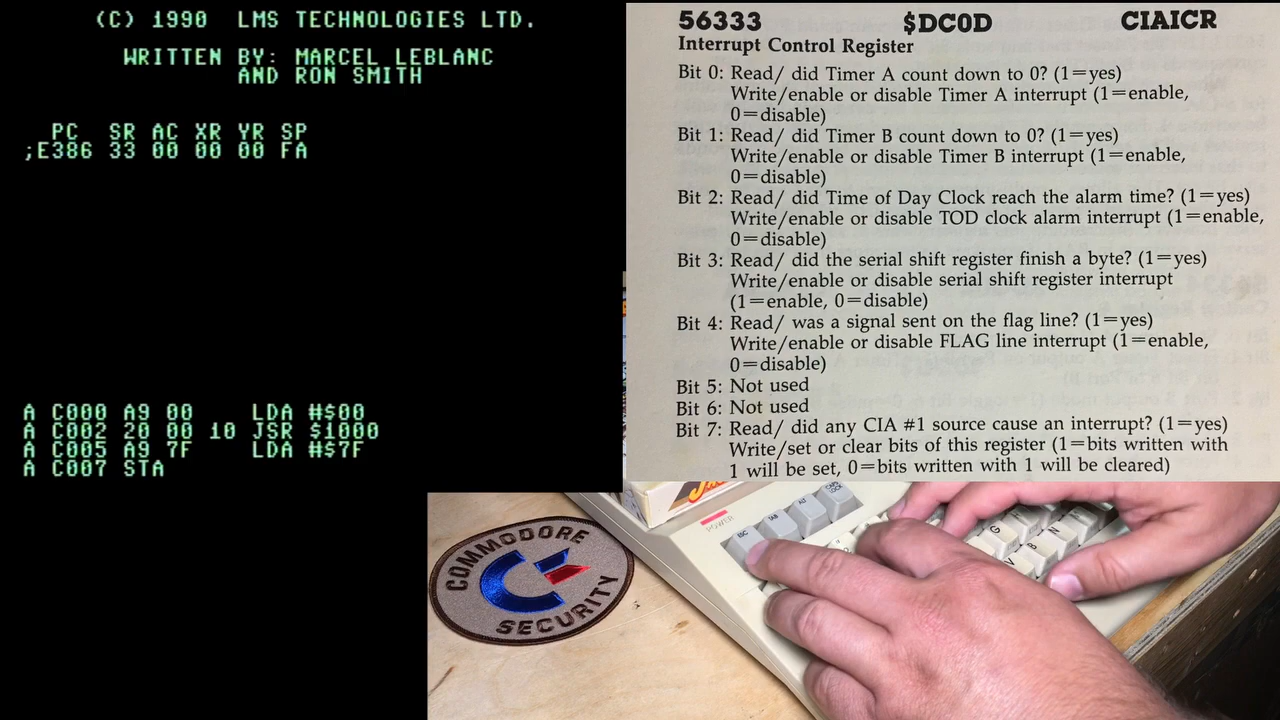 (C) 1990 LMS TECHNOLOGIES LTD.
WRITTEN BY: MARCEL LEBLANC
AND RON SMITH
PC SR AC XR YR SP
;E386 33 00 00 00 FA
A C000 A9 00 LDA #$00
A C002 20 00 10 JSR $1000
A C005 A9 7F LDA #$7F
A C007 STA
56333 $DC0D CIAICR
Interrupt Control Register
Bit 0: Read/ did Timer A count down to 0? (1=yes)
Write/enable or disable Timer A interrupt (1=enable,
0=disable)
Bit 1: Read/ did Timer B count down to 0? (1=yes)
Write/enable or disable Timer B interrupt (1=enable,
0=disable)
Bit 2: Read/ did Time of Day Clock reach the alarm time? (1=yes)
Write/enable or disable TOD clock alarm interrupt (1=enable,
0=disable)
Bit 3: Read/ did the serial shift register finish a byte? (1=yes)
Write/enable or disable serial shift register interrupt
(1=enable, 0=disable)
Bit 4: Read/ was a signal sent on the flag line? (1=yes)
Write/enable or disable FLAG line interrupt (1=enable,
0=disable)
Bit 5: Not used
Bit 6: Not used
Bit 7: Read/ did any CIA #1 source cause an interrupt? (1=yes)
Write/set or clear bits of this register (1=bits written with
1 will be set, 0=bits written with 1 will be cleared)
COMMODORE
SECURITY
POWER
ESC
TAB
ALT
CAPS LOCK
G
V
B
N